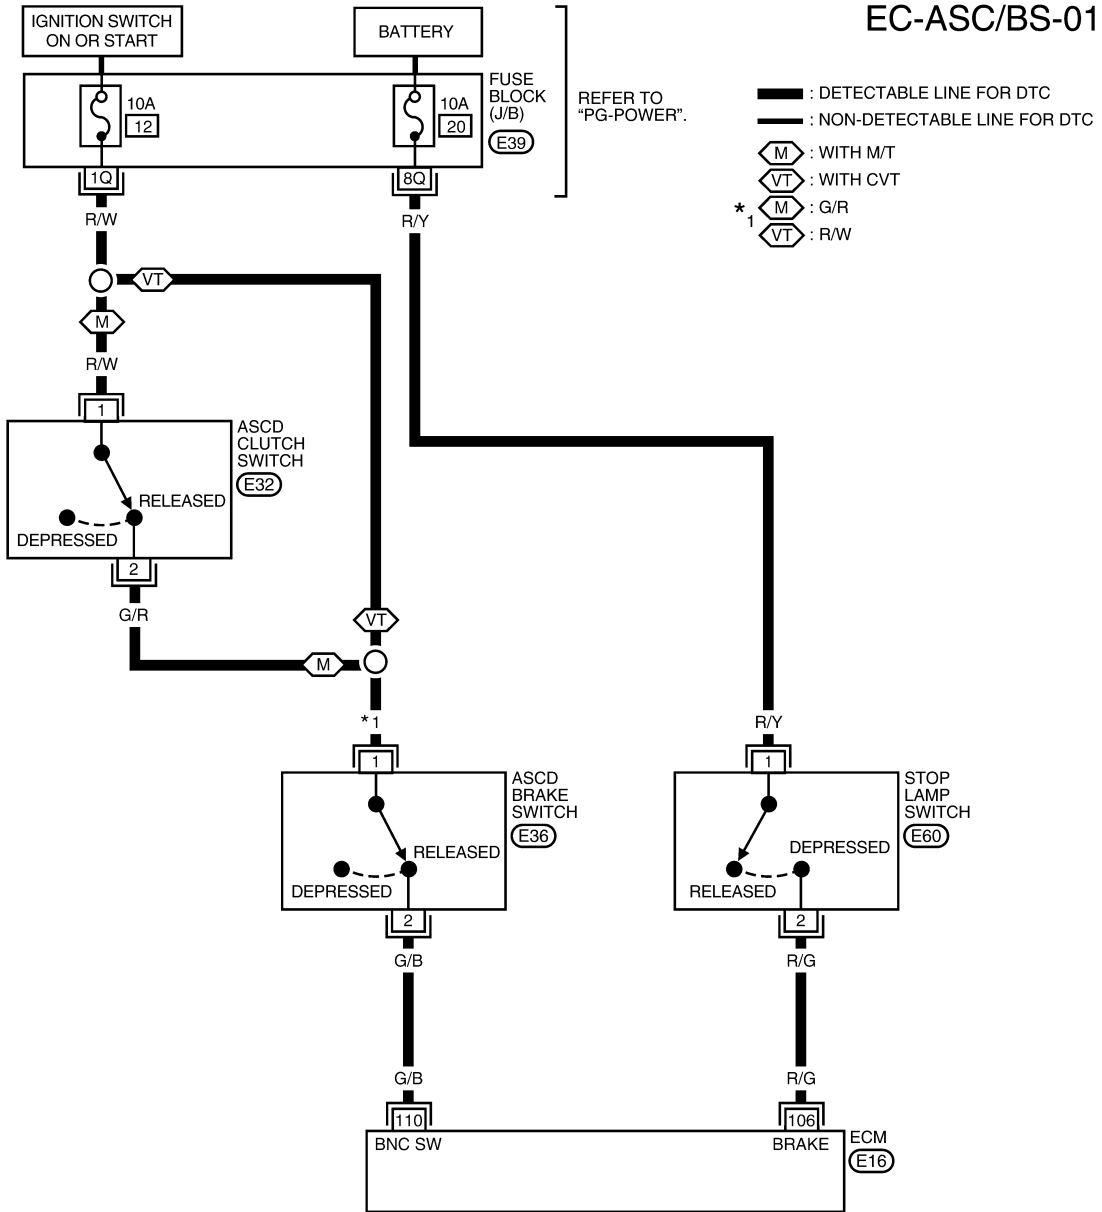 EC-ASC/BS-01
IGNITION SWITCH
ON OR START
BATTERY
10A
12
10A
20
FUSE
BLOCK
(J/B)
E39
REFER TO
“PG-POWER”.
: DETECTABLE LINE FOR DTC
: NON-DETECTABLE LINE FOR DTC
M : WITH M/T
VT : WITH CVT
*1 M : G/R
VT : R/W
1Q
8Q
R/W
R/Y
VT
M
R/W
1
ASCD
CLUTCH
SWITCH
E32
RELEASED
DEPRESSED
2
G/R
VT
M
*1
R/Y
1
1
ASCD
BRAKE
SWITCH
E36
RELEASED
DEPRESSED
STOP
LAMP
SWITCH
E60
DEPRESSED
RELEASED
2
2
G/B
R/G
G/B
R/G
110
106
BNC SW
BRAKE
ECM
E16